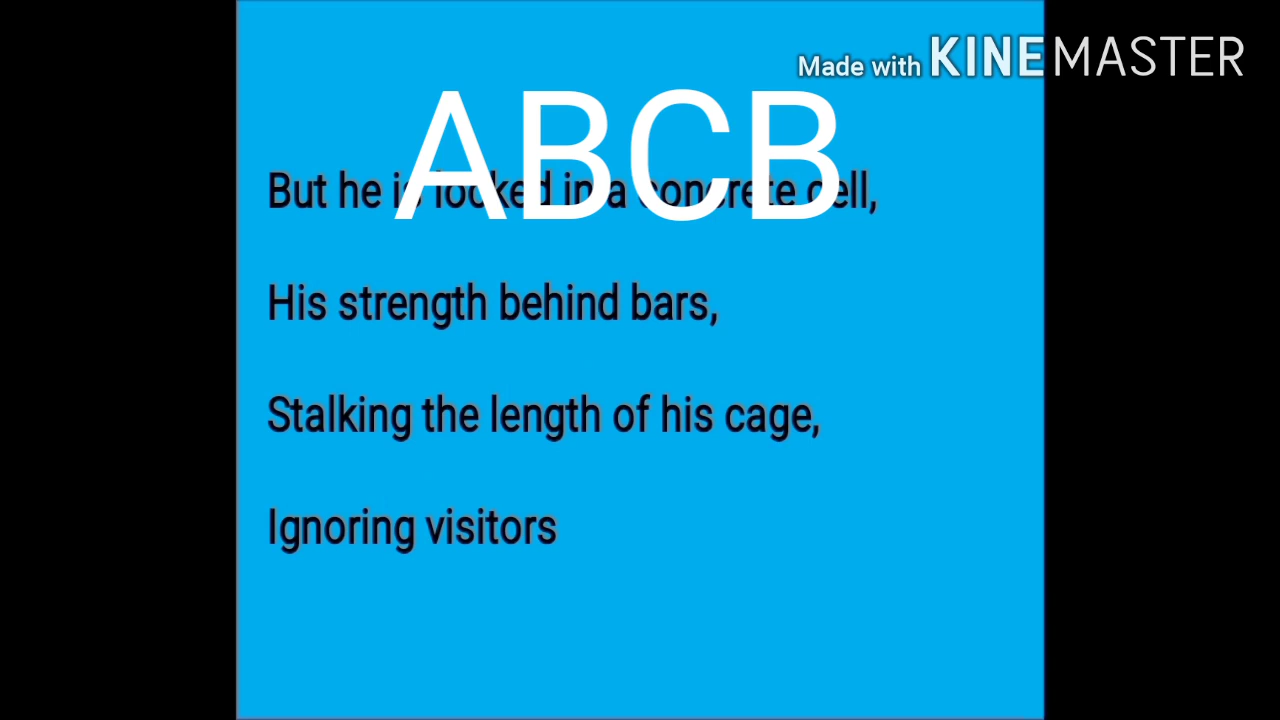 Made with KINEMASTER
ABCB
But he is locked in a concrete cell,
His strength behind bars,
Stalking the length of his cage,
Ignoring visitors